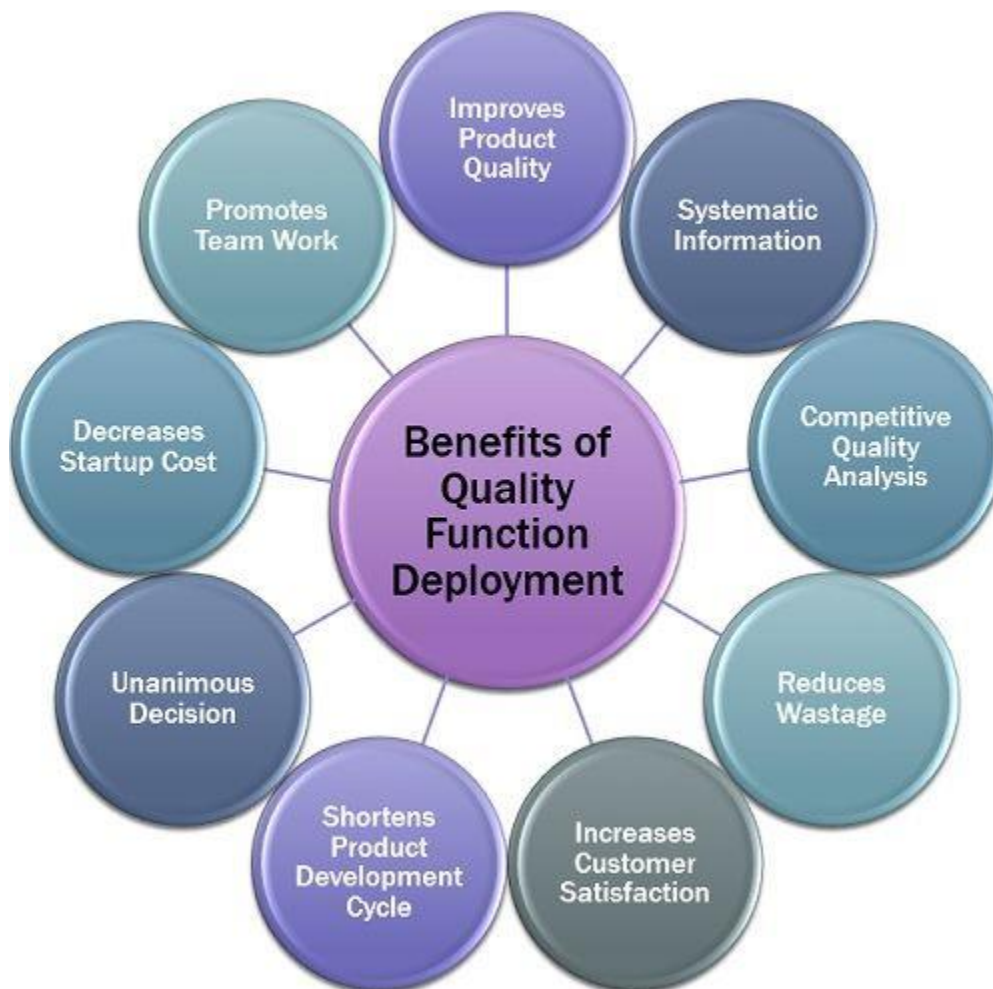 Benefits of
Quality
Function
Deployment
Improves
Product
Quality
Systematic
Information
Competitive
Quality
Analysis
Reduces
Wastage
Increases
Customer
Satisfaction
Shortens
Product
Development
Cycle
Unanimous
Decision
Decreases
Startup Cost
Promotes
Team Work